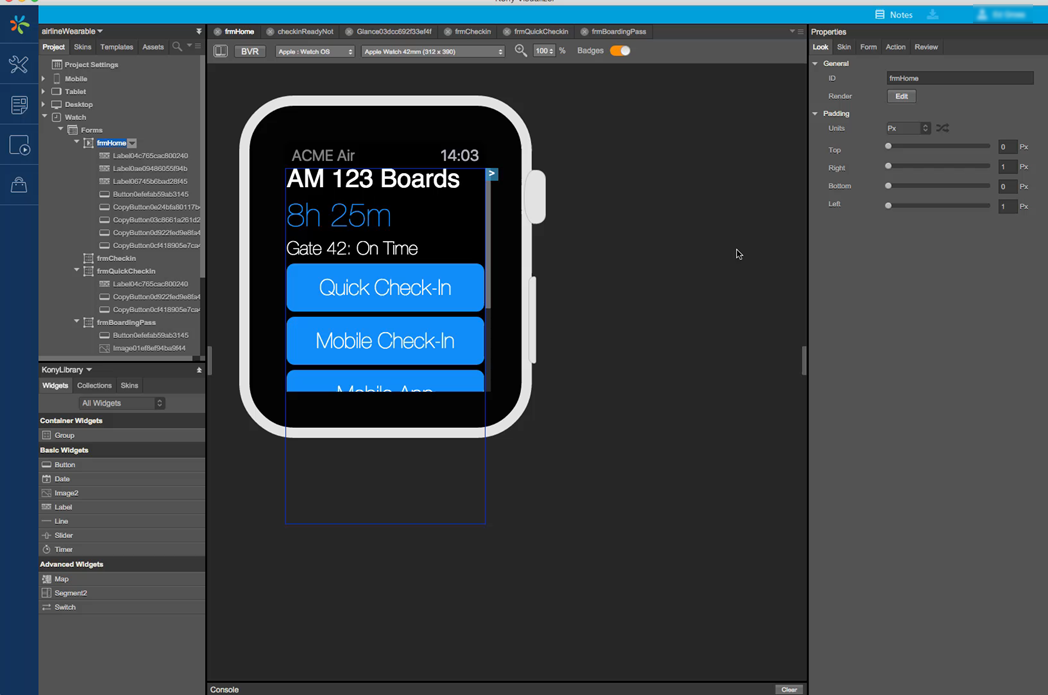 Kony Visualizer
Notes
airlineWearable
Project Skins Templates Assets
Project Settings
Mobile
Tablet
Desktop
Watch
Forms
frmHome
Label04c765cac800240
Label0ae09486055f94b
Label06745b6bad28f45
Button0efefab59ab3145
CopyButton0e24bfa80117b4
CopyButton03c8661a261d2
CopyButton0d922fed9e8fa4
CopyButton0cf418905e7ca
frmCheckin
frmQuickCheckin
Label04c765cac800240
CopyButton0d922fed9e8fa4
CopyButton0cf418905e7ca
frmBoardingPass
Button0efefab59ab3145
Image01ef8ef94ba9f44
KonyLibrary
Widgets Collections Skins
All Widgets
Container Widgets
Group
Basic Widgets
Button
Date
Image2
Label
Line
Slider
Timer
Advanced Widgets
Map
Segment2
Switch
frmHome checkinReadyNot Glance03dcc692f33ef4f frmCheckin frmQuickCheckin frmBoardingPass
BVR Apple : Watch OS Apple Watch 42mm (312 x 390) 100 % Badges
ACME Air 14:03
AM 123 Boards
>
8h 25m
Gate 42: On Time
Quick Check-In
Mobile Check-In
Mobile App
Console Clear
Properties
Look Skin Form Action Review
General
ID frmHome
Render Edit
Padding
Units Px
Top 0 Px
Right 1 Px
Bottom 0 Px
Left 1 Px